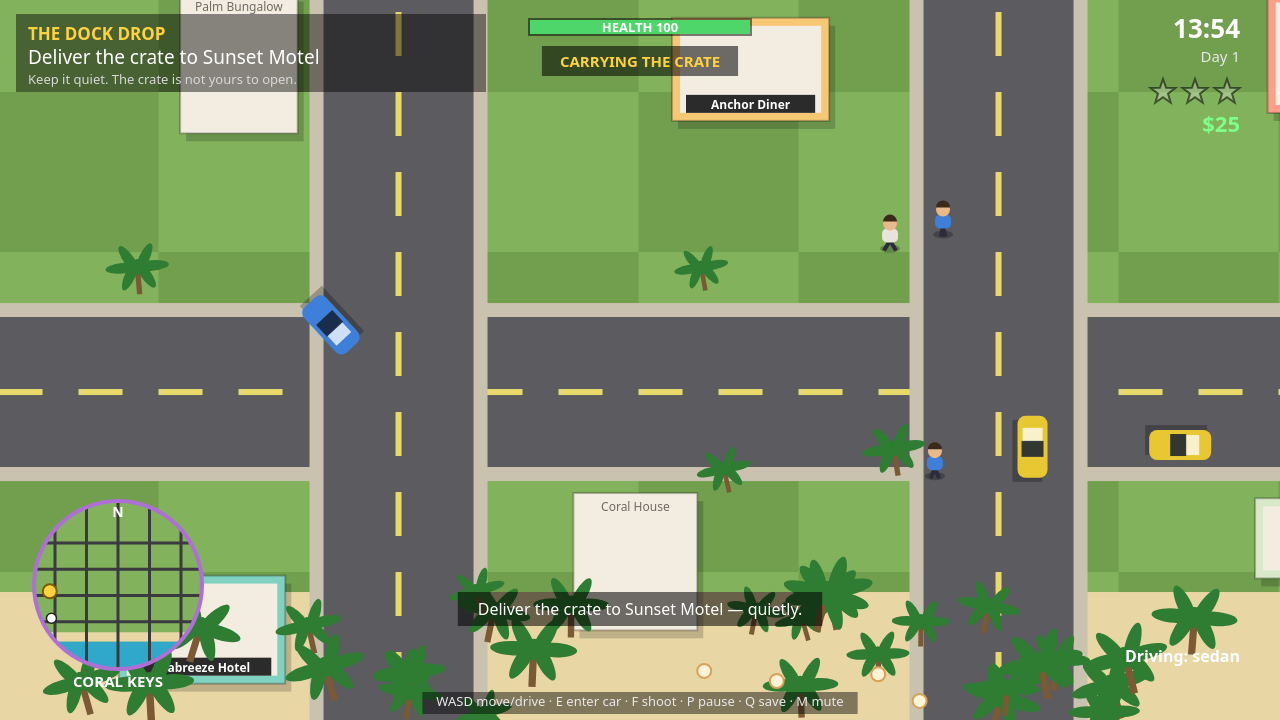 Palm Bungalow
THE DOCK DROP
Deliver the crate to Sunset Motel
Keep it quiet. The crate is not yours to open.
HEALTH 100
CARRYING THE CRATE
Anchor Diner
13:54
Day 1
$25
Coral House
N
abreeze Hotel
CORAL KEYS
Deliver the crate to Sunset Motel — quietly.
Driving: sedan
WASD move/drive · E enter car · F shoot · P pause · Q save · M mute